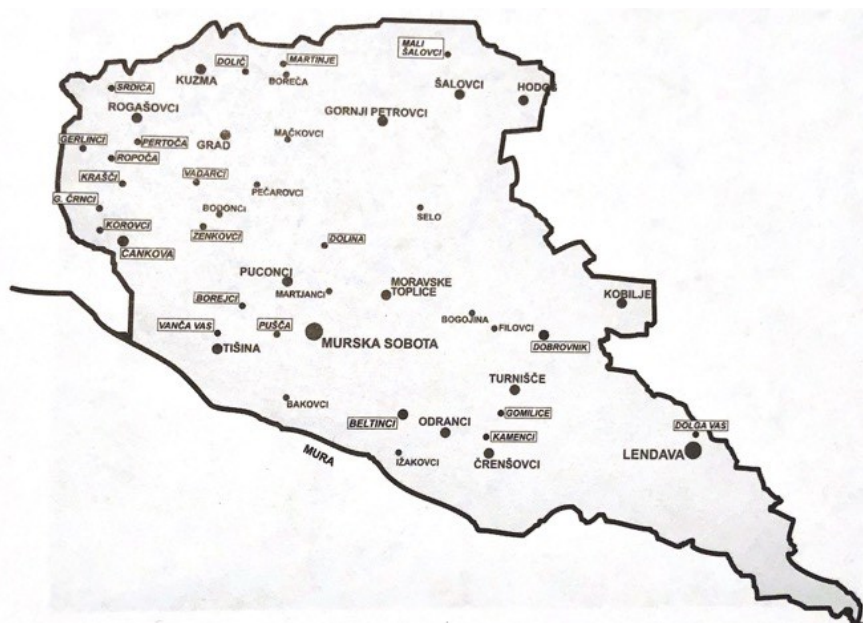 MALI
ŠALOVCI
DOLIČ
MARTINJE
KUZMA
BOREČA
SRDICA
ŠALOVCI
HODOŠ
ROGAŠOVCI
GORNJI PETROVCI
GRAD
MAČKOVCI
PERTOČA
GERLINCI
ROPOČA
KRAŠČI
VADARCI
PEČAROVCI
G. ČRNCI
BODONCI
SELO
KOROVCI
ZENKOVCI
CANKOVA
DOLINA
PUCONCI
MORAVSKE
TOPLICE
MARTJANCI
BOREJCI
KOBILJE
BOGOJINA
VANČA VAS
PUŠČA
FILOVCI
MURSKA SOBOTA
TIŠINA
DOBROVNIK
TURNIŠČE
BAKOVCI
BELTINCI
GOMILICE
ODRANCI
KAMENCI
DOLGA VAS
MURA
IŽAKOVCI
ČRENŠOVCI
LENDAVA